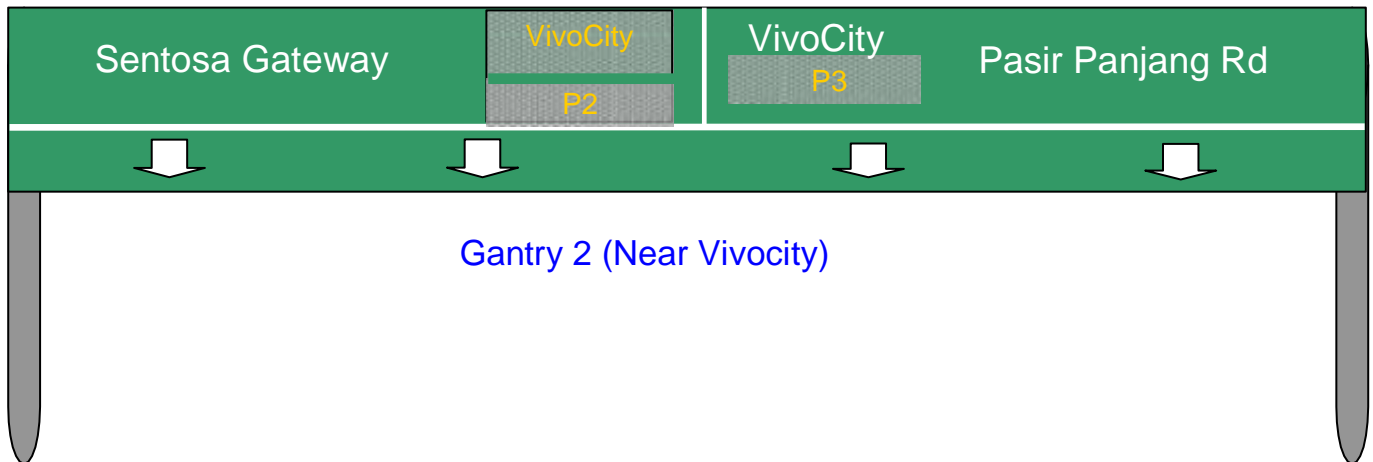 Sentosa Gateway
VivoCity
P2
VivoCity
P3
Pasir Panjang Rd
Gantry 2 (Near Vivocity)